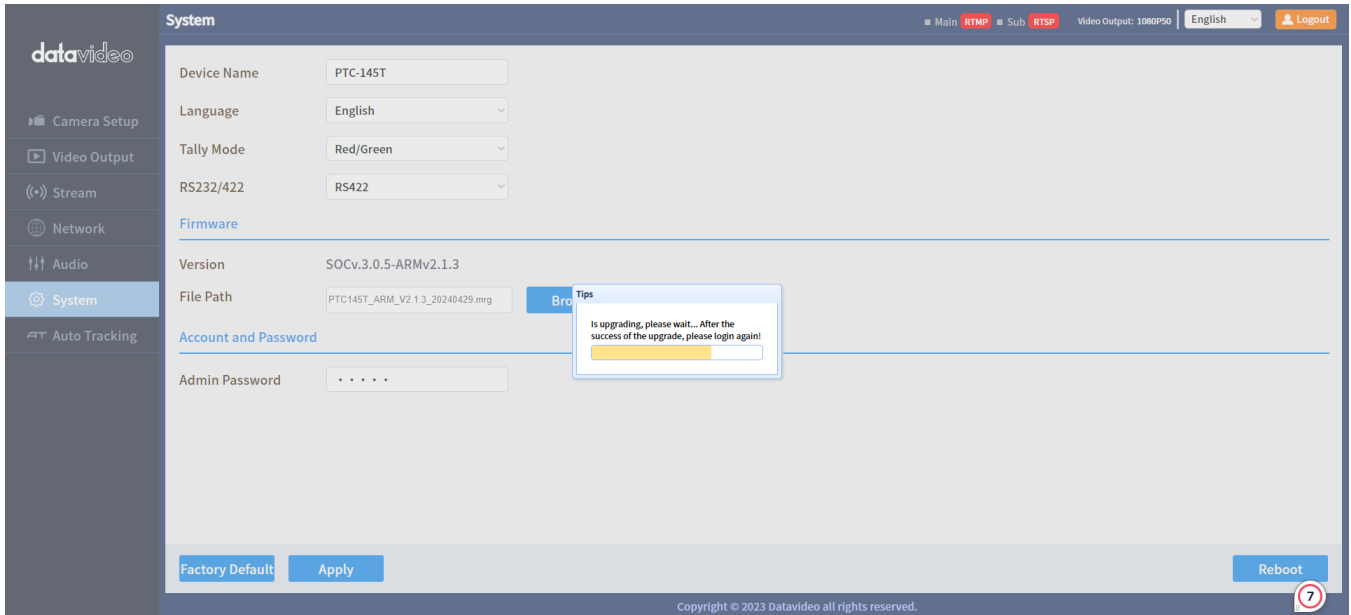 System
Main RTMP Sub RTSP Video Output: 1080P50 English Logout
datavideo
Camera Setup
Video Output
Stream
Network
Audio
System
Auto Tracking
Device Name PTC-145T
Language English
Tally Mode Red/Green
RS232/422 RS422
Firmware
Version SOCv.3.0.5-ARMv2.1.3
File Path PTC145T_ARM_V2.1.3_20240429.mrg Bro
Tips
Is upgrading, please wait... After the
success of the upgrade, please login again!
Account and Password
Admin Password •••••
Factory Default Apply Reboot
Copyright © 2023 Datavideo all rights reserved.
7